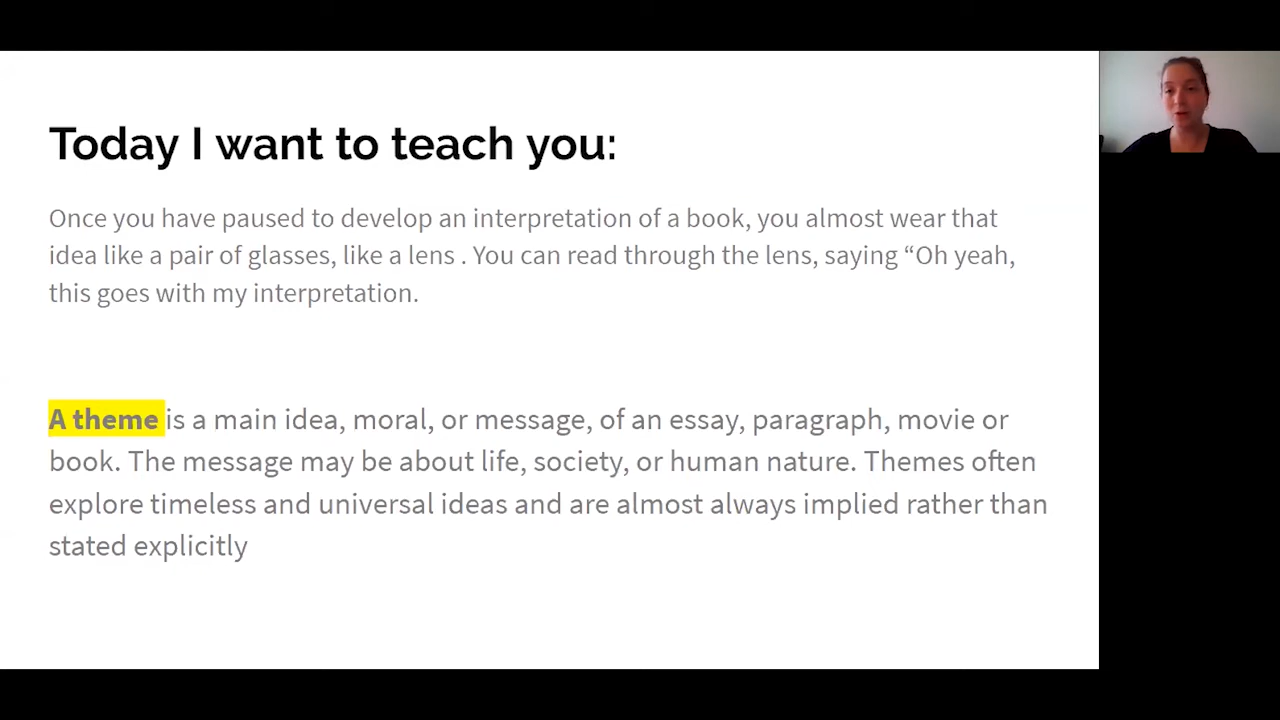 Today I want to teach you:
Once you have paused to develop an interpretation of a book, you almost wear that
idea like a pair of glasses, like a lens . You can read through the lens, saying “Oh yeah,
this goes with my interpretation.
A theme is a main idea, moral, or message, of an essay, paragraph, movie or
book. The message may be about life, society, or human nature. Themes often
explore timeless and universal ideas and are almost always implied rather than
stated explicitly